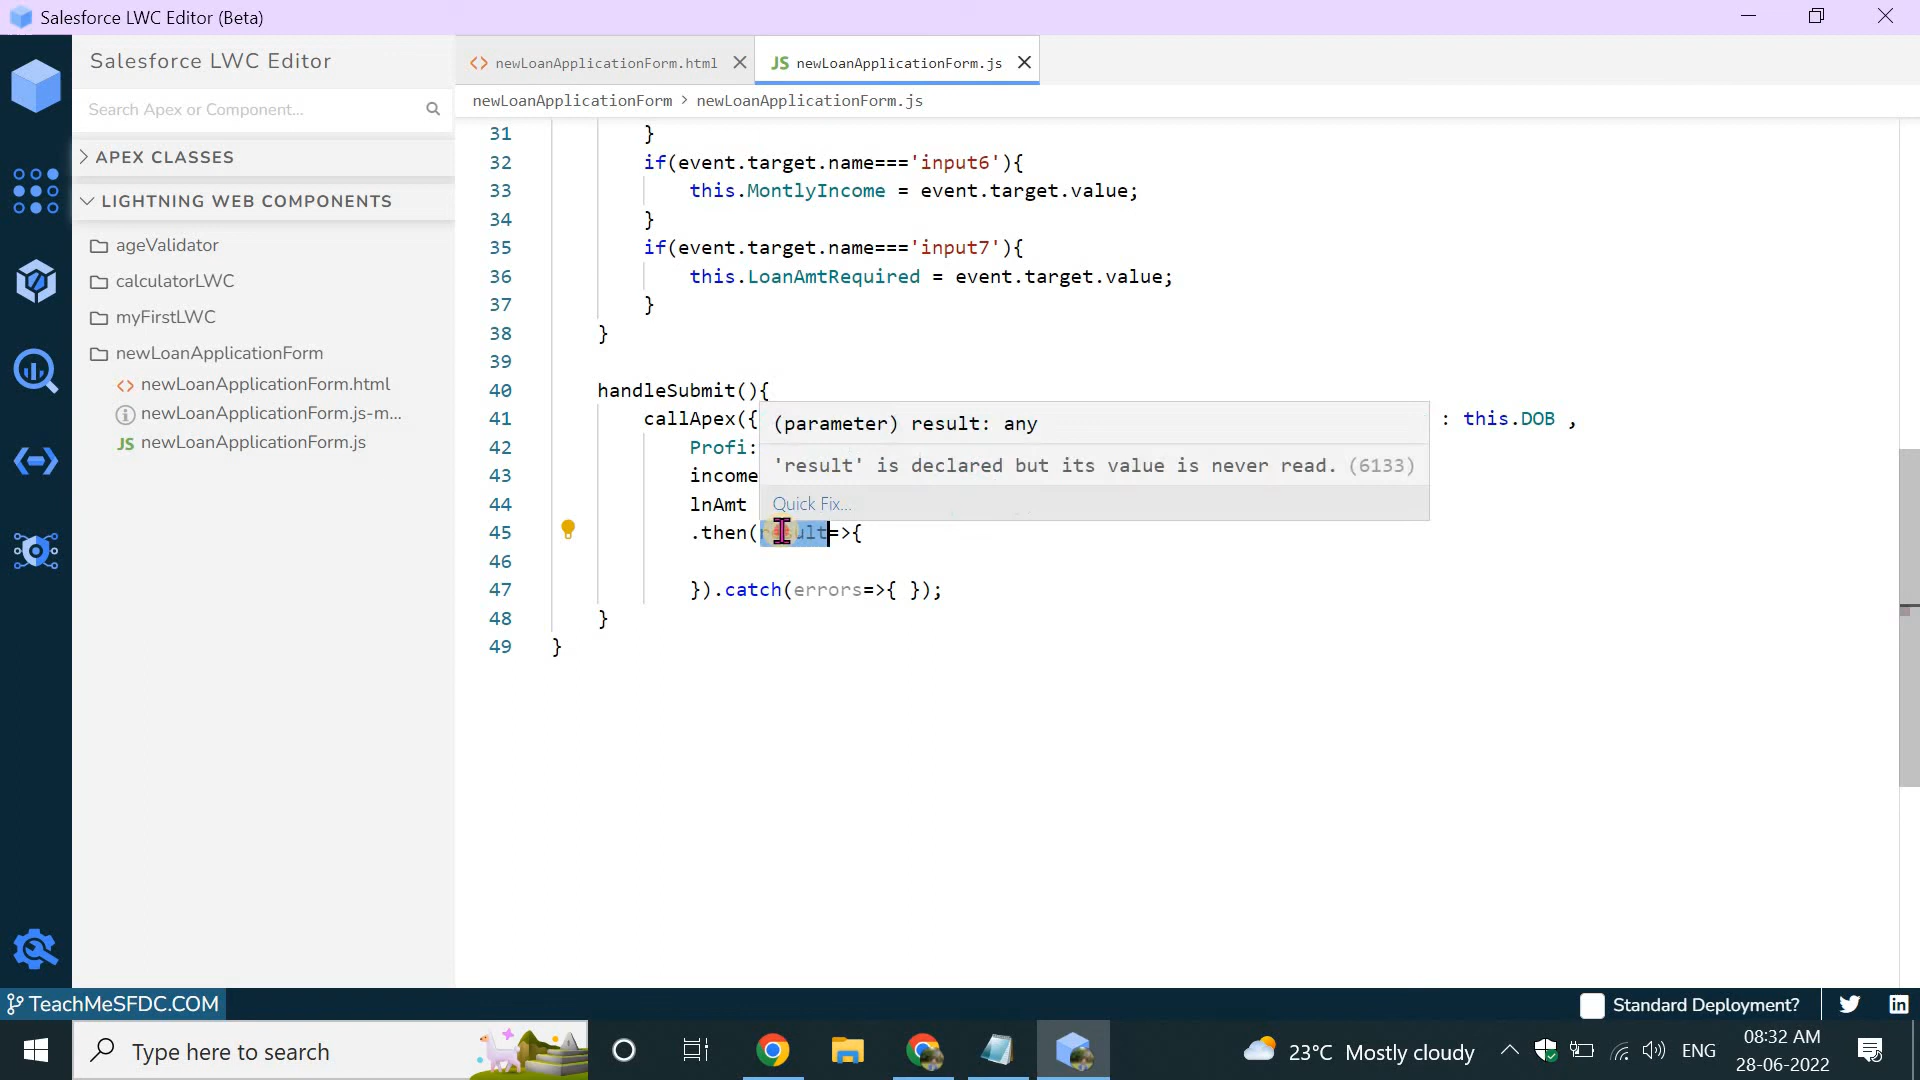 Salesforce LWC Editor (Beta)
Salesforce LWC Editor
Search Apex or Component...
APEX CLASSES
LIGHTNING WEB COMPONENTS
ageValidator
calculatorLWC
myFirstLWC
newLoanApplicationForm
newLoanApplicationForm.html
newLoanApplicationForm.js-m...
newLoanApplicationForm.js
newLoanApplicationForm.html
JS newLoanApplicationForm.js
newLoanApplicationForm > newLoanApplicationForm.js
31 }
32 if(event.target.name==='input6'){
33 this.MontlyIncome = event.target.value;
34 }
35 if(event.target.name==='input7'){
36 this.LoanAmtRequired = event.target.value;
37 }
38 }
39
40 handleSubmit(){
41 callApex({ : this.DOB ,
(parameter) result: any
42 Profi:
'result' is declared but its value is never read. (6133)
43 income
44 lnAmt
Quick Fix...
45 .then(result=>{
46
47 }).catch(errors=>{ });
48 }
49 }
TeachMeSFDC.COM
Standard Deployment?
Type here to search
23°C Mostly cloudy
ENG
08:32 AM
28-06-2022